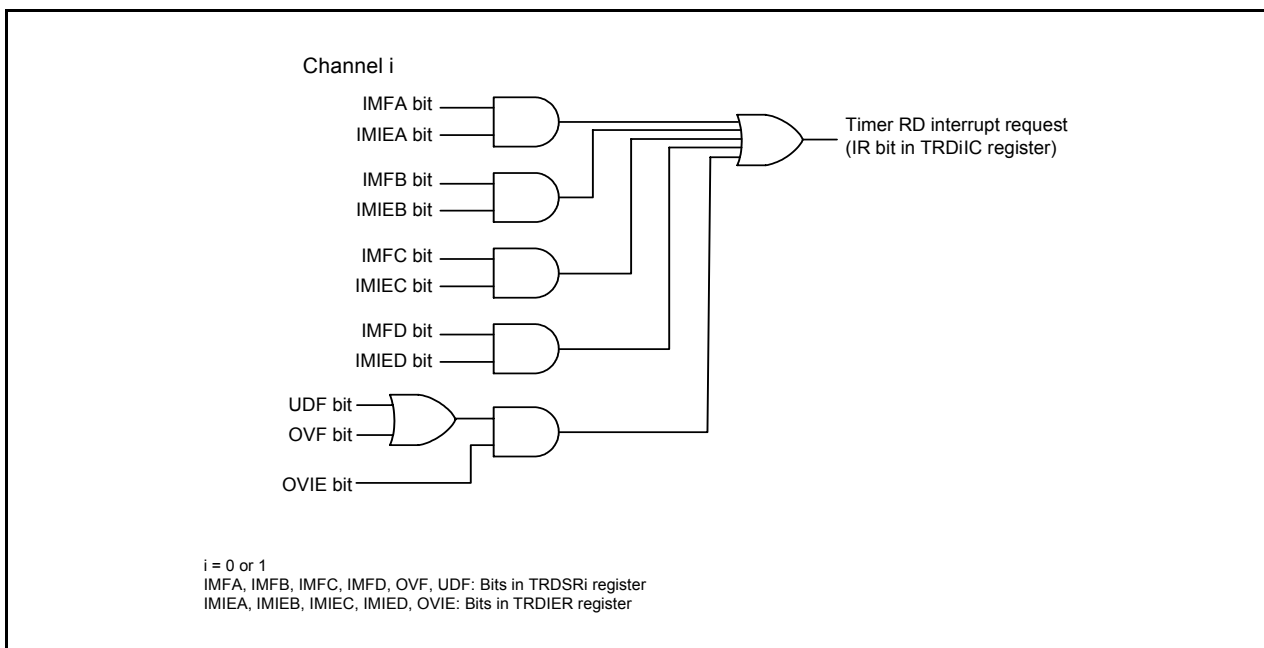 Channel i
IMFA bit
IMIEA bit
Timer RD interrupt request
(IR bit in TRDiIC register)
IMFB bit
IMIEB bit
IMFC bit
IMIEC bit
IMFD bit
IMIED bit
UDF bit
OVF bit
OVIE bit
i = 0 or 1
IMFA, IMFB, IMFC, IMFD, OVF, UDF: Bits in TRDSRi register
IMIEA, IMIEB, IMIEC, IMIED, OVIE: Bits in TRDIER register